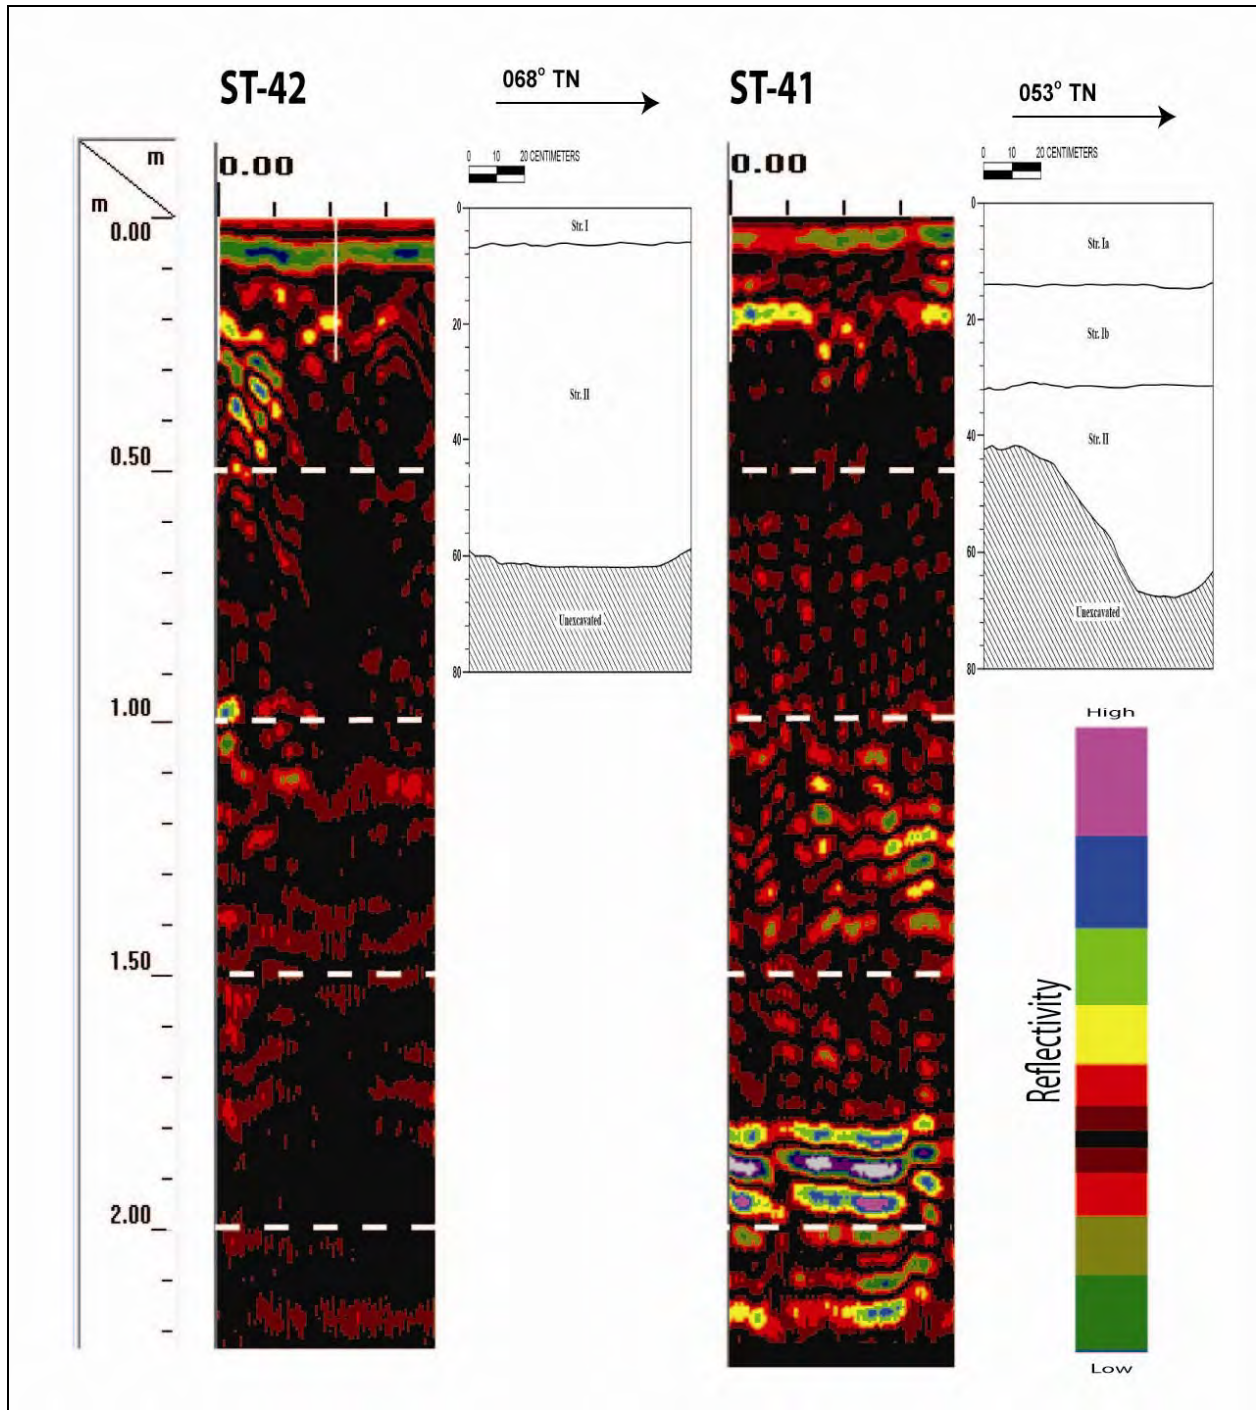 ST-42
068° TN
ST-41
053° TN
m
m
0.00
0 10 20 CENTIMETERS
0.00
0 10 20 CENTIMETERS
0.00
0.50
1.00
1.50
2.00
0
20
40
60
80
Str. I
Str. II
Unexcavated
0
20
40
60
80
Str. Ia
Str. Ib
Str. II
Unexcavated
High
Reflectivity
Low